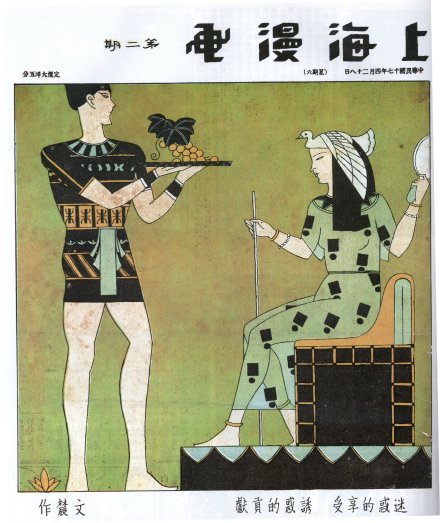 上海漫畫
第二期
中華民國十七年四月二十八日
(星期六)
定價大洋五分
迷惑的享受 誘惑的貢獻
文農作